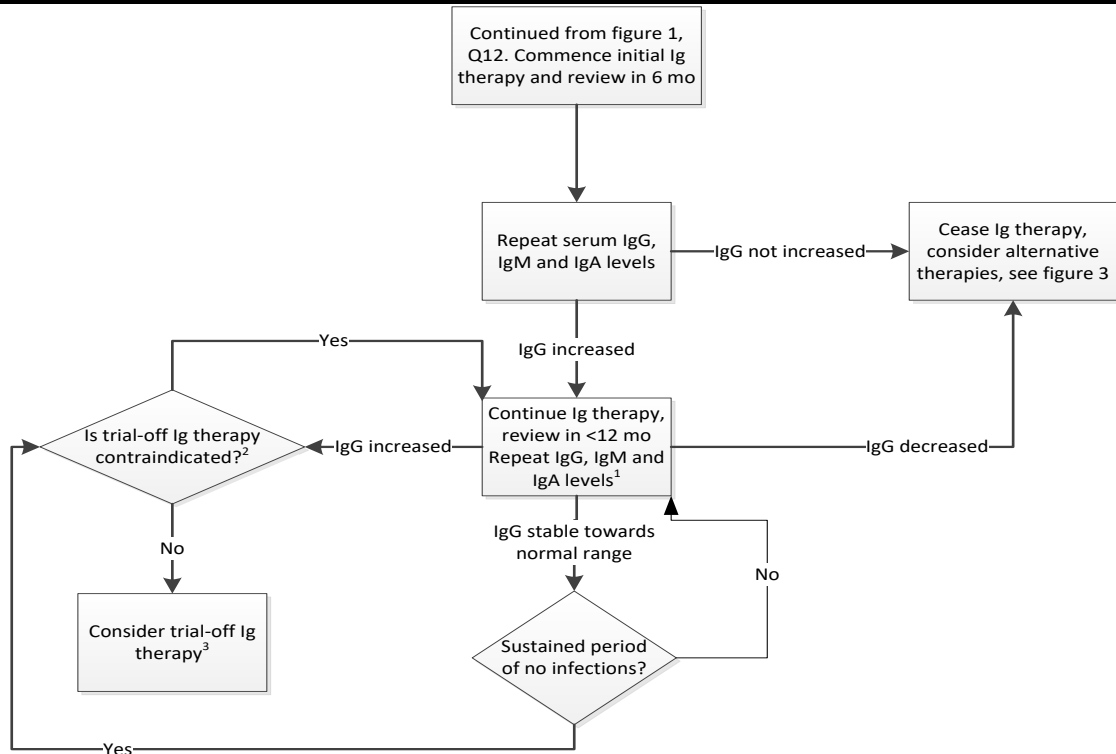 Continued from figure 1,
Q12. Commence initial Ig
therapy and review in 6 mo
Repeat serum IgG,
IgM and IgA levels
IgG not increased
Cease Ig therapy,
consider alternative
therapies, see figure 3
IgG increased
Yes
Continue Ig therapy,
review in <12 mo
Repeat IgG, IgM and
IgA levels¹
Is trial-off Ig therapy
contraindicated?²
IgG increased
IgG decreased
IgG stable towards
normal range
No
No
Consider trial-off Ig
therapy³
Sustained period
of no infections?
Yes